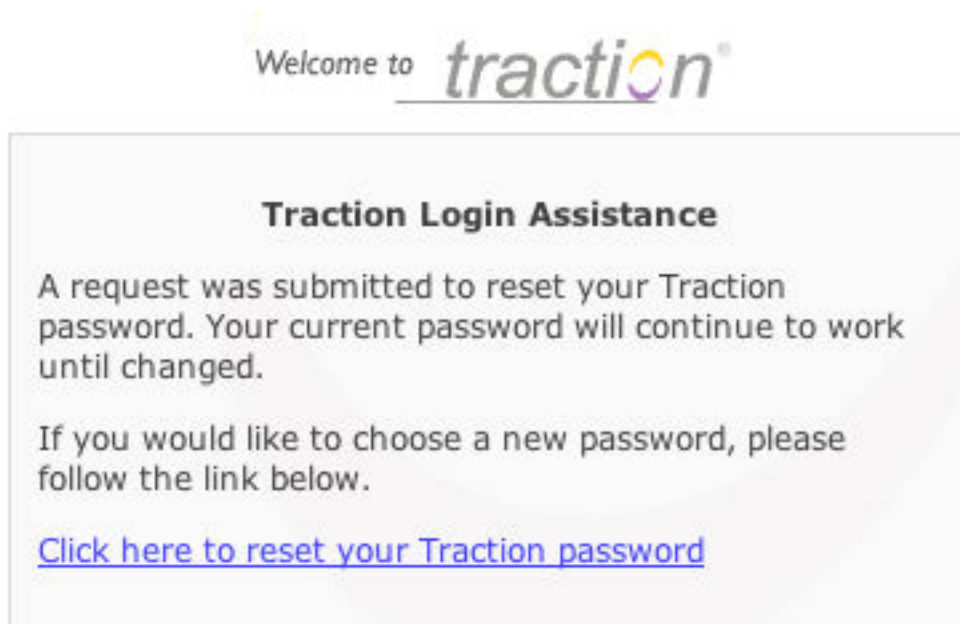 Welcome to traction®
Traction Login Assistance
A request was submitted to reset your Traction
password. Your current password will continue to work
until changed.
If you would like to choose a new password, please
follow the link below.
Click here to reset your Traction password